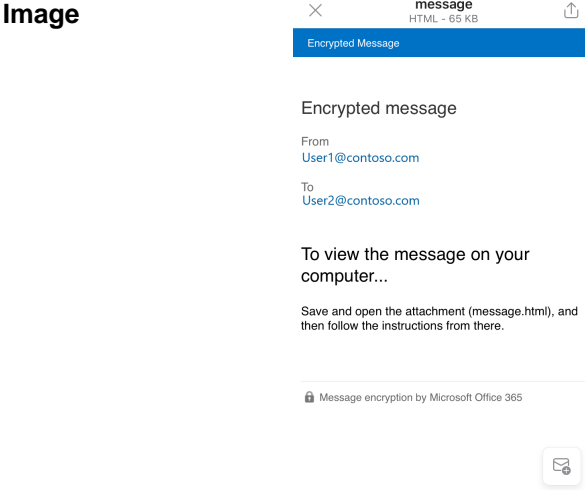 Image
message
HTML - 65 KB
Encrypted Message
Encrypted message
From
User1@contoso.com
To
User2@contoso.com
To view the message on your
computer...
Save and open the attachment (message.html), and
then follow the instructions from there.
Message encryption by Microsoft Office 365